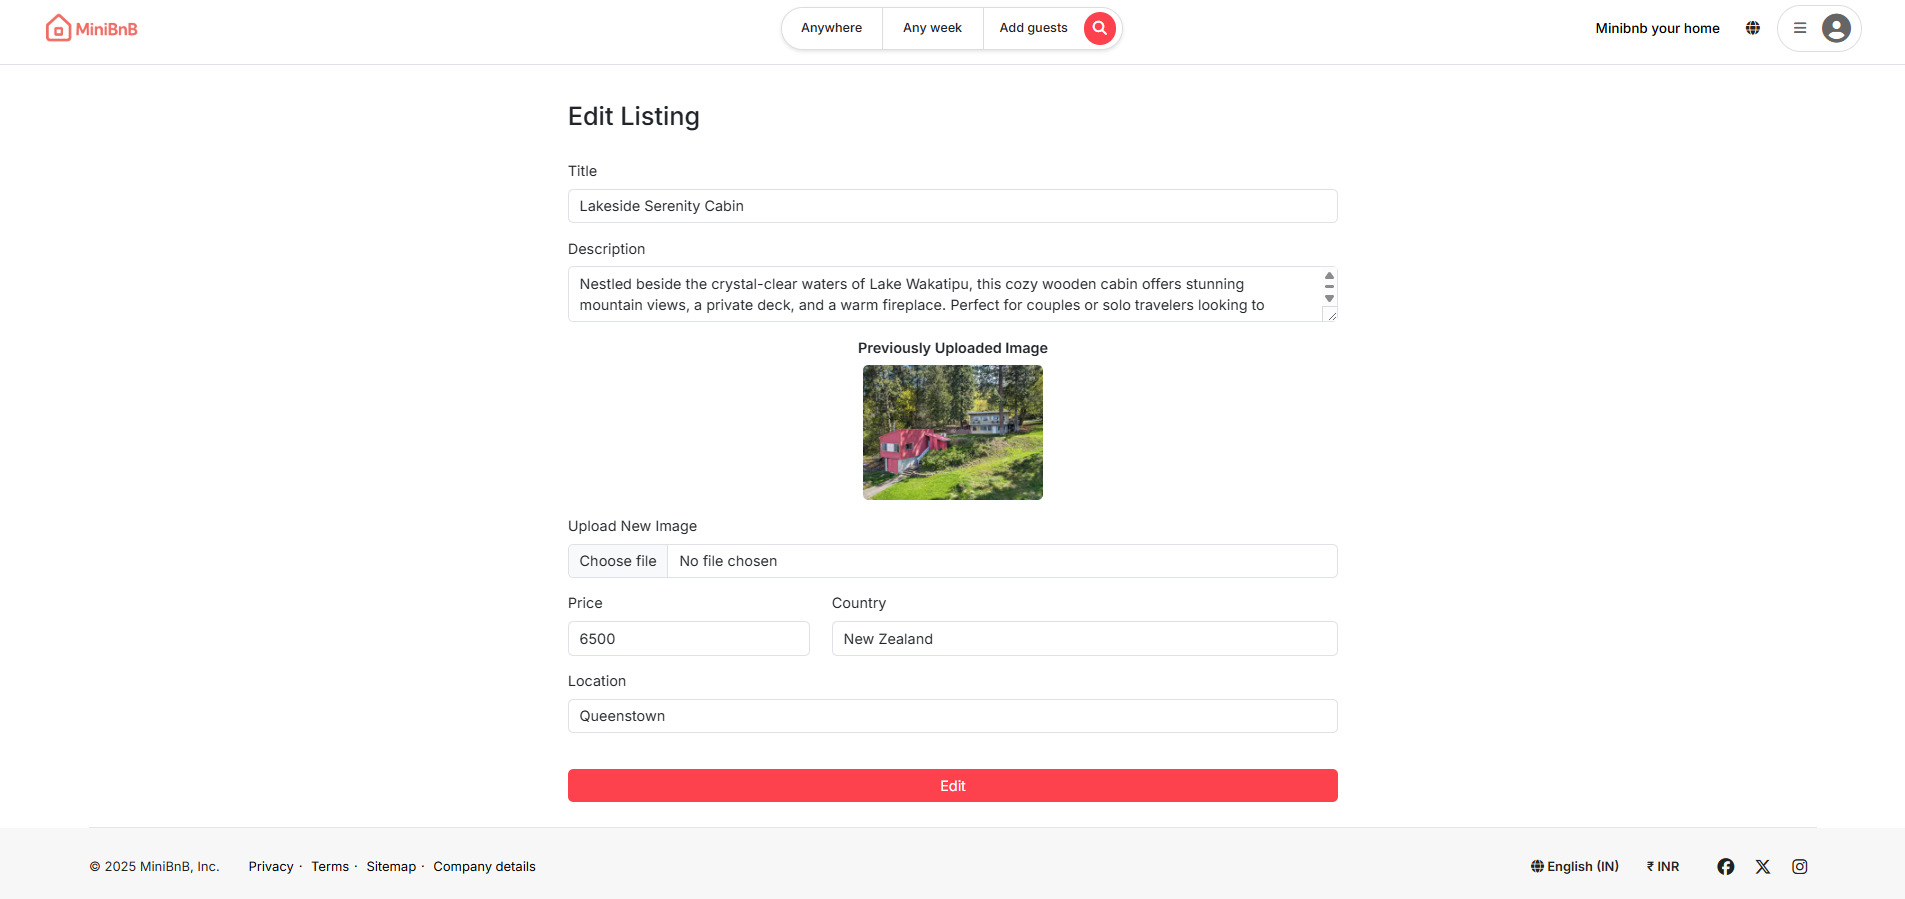 MiniBnB
Anywhere
Any week
Add guests
Minibnb your home
Edit Listing
Title
Lakeside Serenity Cabin
Description
Nestled beside the crystal-clear waters of Lake Wakatipu, this cozy wooden cabin offers stunning
mountain views, a private deck, and a warm fireplace. Perfect for couples or solo travelers looking to
Previously Uploaded Image
Upload New Image
Choose file No file chosen
Price
6500
Country
New Zealand
Location
Queenstown
Edit
© 2025 MiniBnB, Inc. Privacy · Terms · Sitemap · Company details
English (IN) ₹ INR